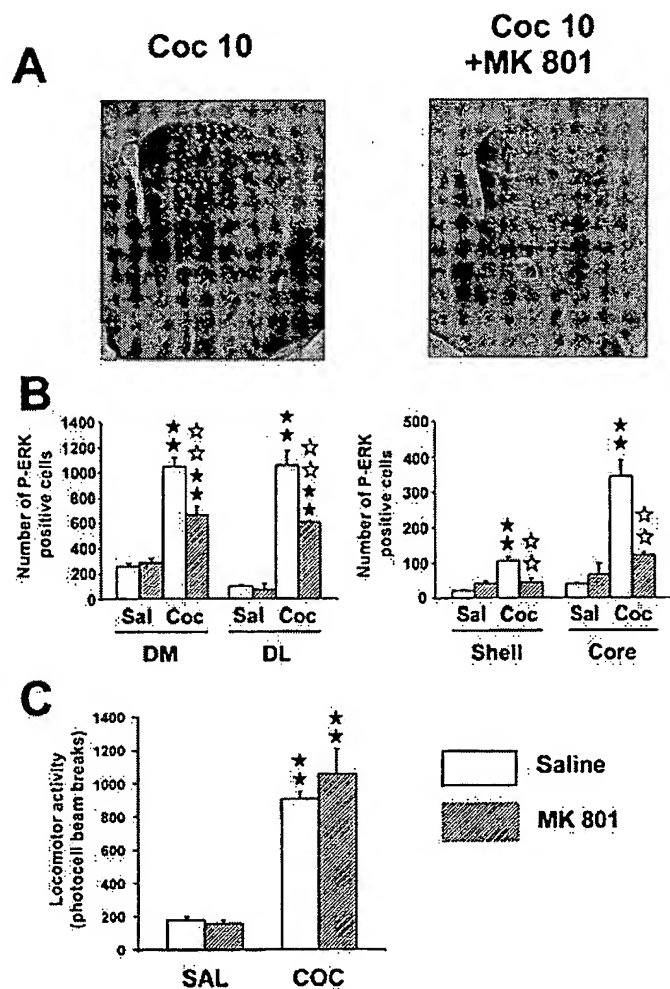 A
Coc 10
Coc 10
+MK 801
B
Number of P-ERK
positive cells
1400
1200
1000
800
600
400
200
0
Sal Coc Sal Coc
DM DL
Number of P-ERK
positive cells
500
400
300
200
100
0
Sal Coc Sal Coc
Shell Core
C
Locomotor activity
(photocell beam breaks)
1400
1200
1000
800
600
400
200
0
SAL COC
Saline
MK 801